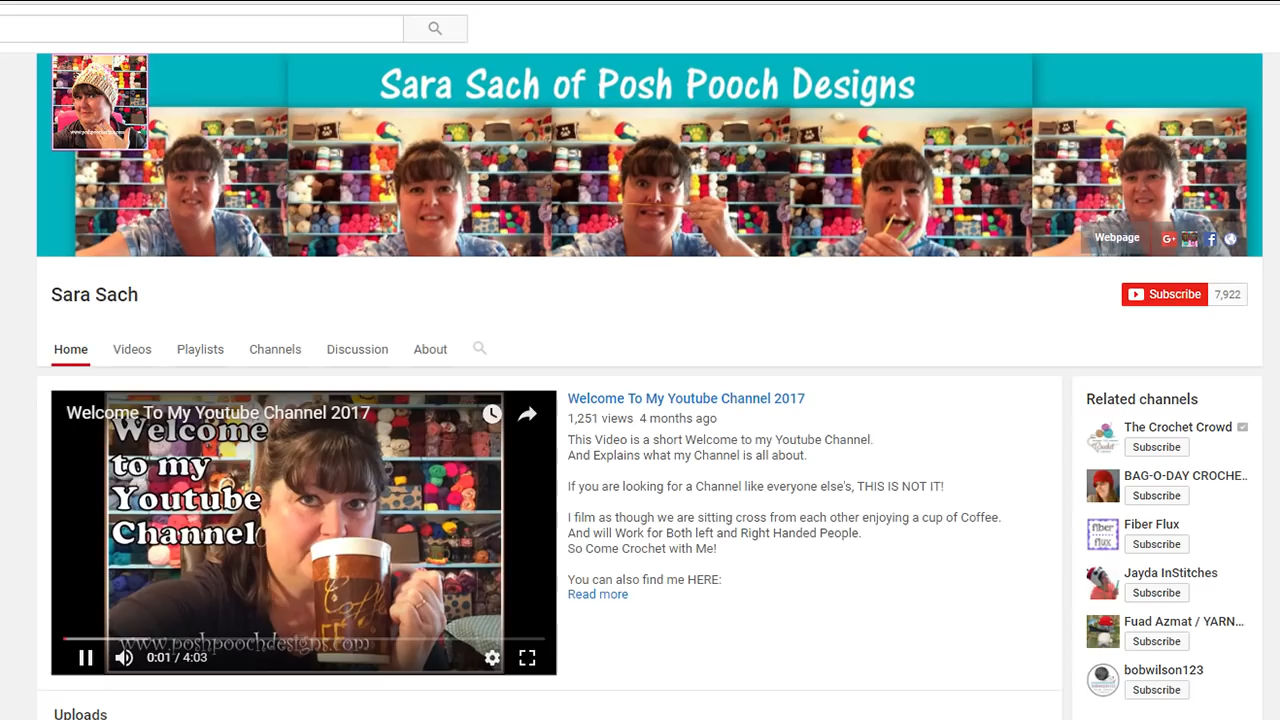 Sara Sach of Posh Pooch Designs
Webpage
Sara Sach
Subscribe 7,922
Home Videos Playlists Channels Discussion About
Welcome To My Youtube Channel 2017
Welcome
to my
Youtube
Channel
www.poshpoochdesigns.com
0:01 / 4:03
Welcome To My Youtube Channel 2017
1,251 views 4 months ago
This Video is a short Welcome to my Youtube Channel.
And Explains what my Channel is all about.
If you are looking for a Channel like everyone else's, THIS IS NOT IT!
I film as though we are sitting cross from each other enjoying a cup of Coffee.
And will Work for Both left and Right Handed People.
So Come Crochet with Me!
You can also find me HERE:
Read more
Related channels
The Crochet Crowd
Subscribe
BAG-O-DAY CROCHE..
Subscribe
Fiber Flux
fiber
flux
Subscribe
Jayda InStitches
Subscribe
Fuad Azmat / YARN...
Subscribe
bobwilson123
Subscribe
Uploads